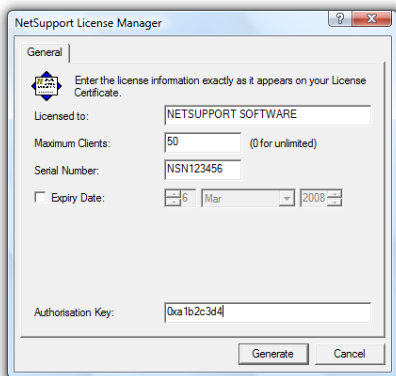 NetSupport License Manager
General
Enter the license information exactly as it appears on your License
Certificate.
Licensed to: NETSUPPORT SOFTWARE
Maximum Clients: 50 (0 for unlimited)
Serial Number: NSN123456
Expiry Date: 6 Mar 2008
Authorisation Key: 0xa1b2c3d4
Generate Cancel